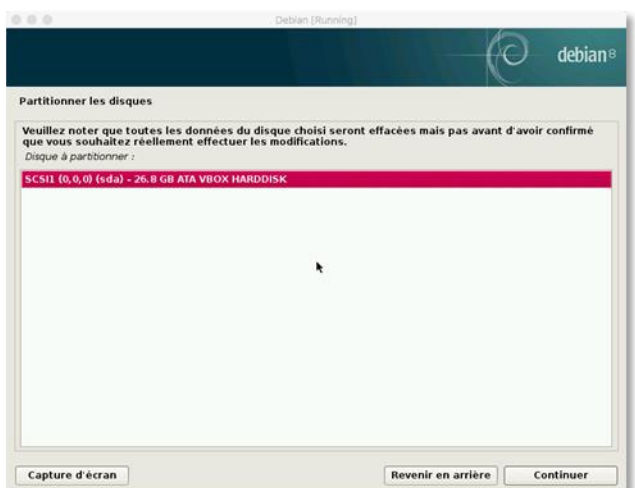 Debian [Running]
debian 8
Partitionner les disques
Veuillez noter que toutes les données du disque choisi seront effacées mais pas avant d'avoir confirmé
que vous souhaitez réellement effectuer les modifications.
Disque à partitionner :
SCSI1 (0,0,0) (sda) - 26.8 GB ATA VBOX HARDDISK
Capture d'écran
Revenir en arrière
Continuer